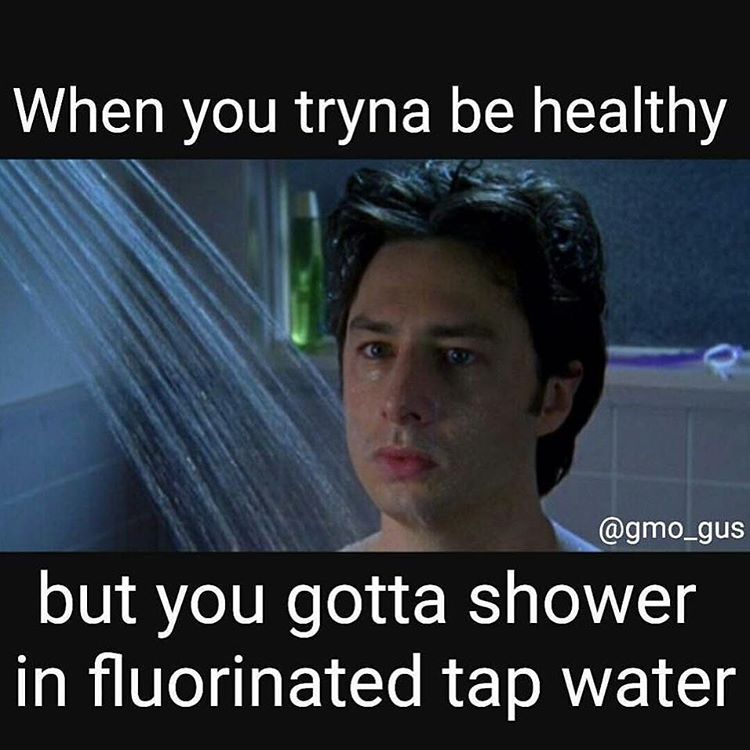 When you tryna be healthy
@gmo_gus
but you gotta shower
in fluorinated tap water